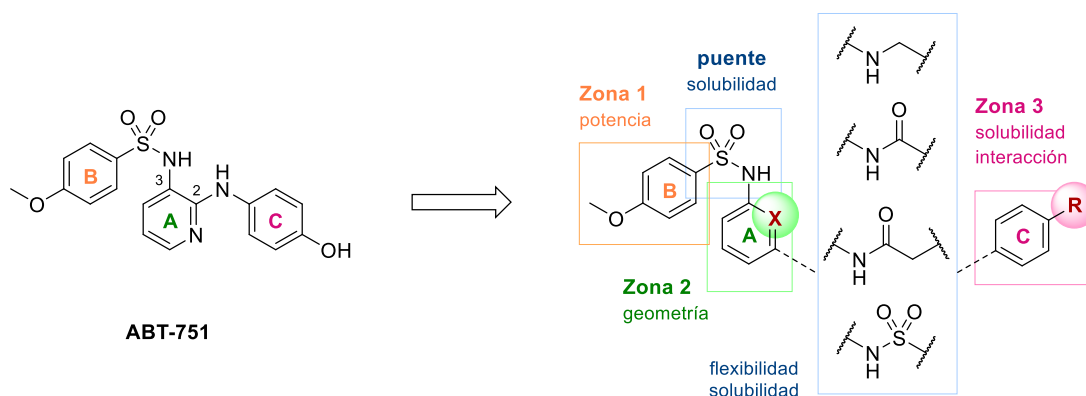 O O
S
NH
H
N
3
2
B
A
C
O
N
OH
ABT-751
Zona 1
potencia
puente
solubilidad
O O
S
NH
B
O
X
A
Zona 2
geometría
N
H
O
N
H
O
N
H
O O
S
N
H
flexibilidad
solubilidad
Zona 3
solubilidad
interacción
R
C